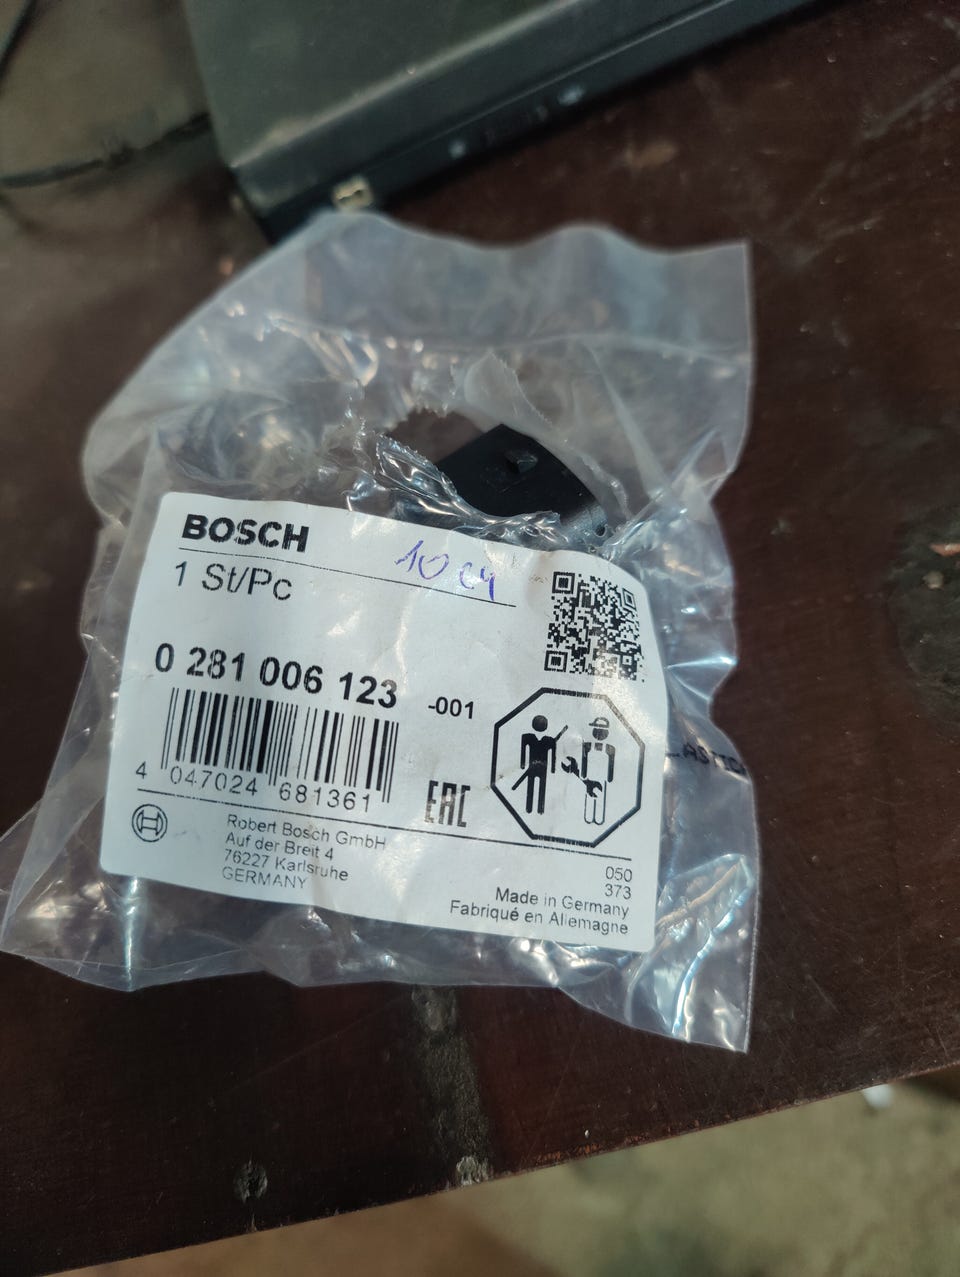 BOSCH
1 St/Pc
0 281 006 123 -001
4 047024 681361
EAC
Robert Bosch GmbH
Auf der Breit 4
76227 Karlsruhe
GERMANY
050
373
Made in Germany
Fabriqué en Allemagne